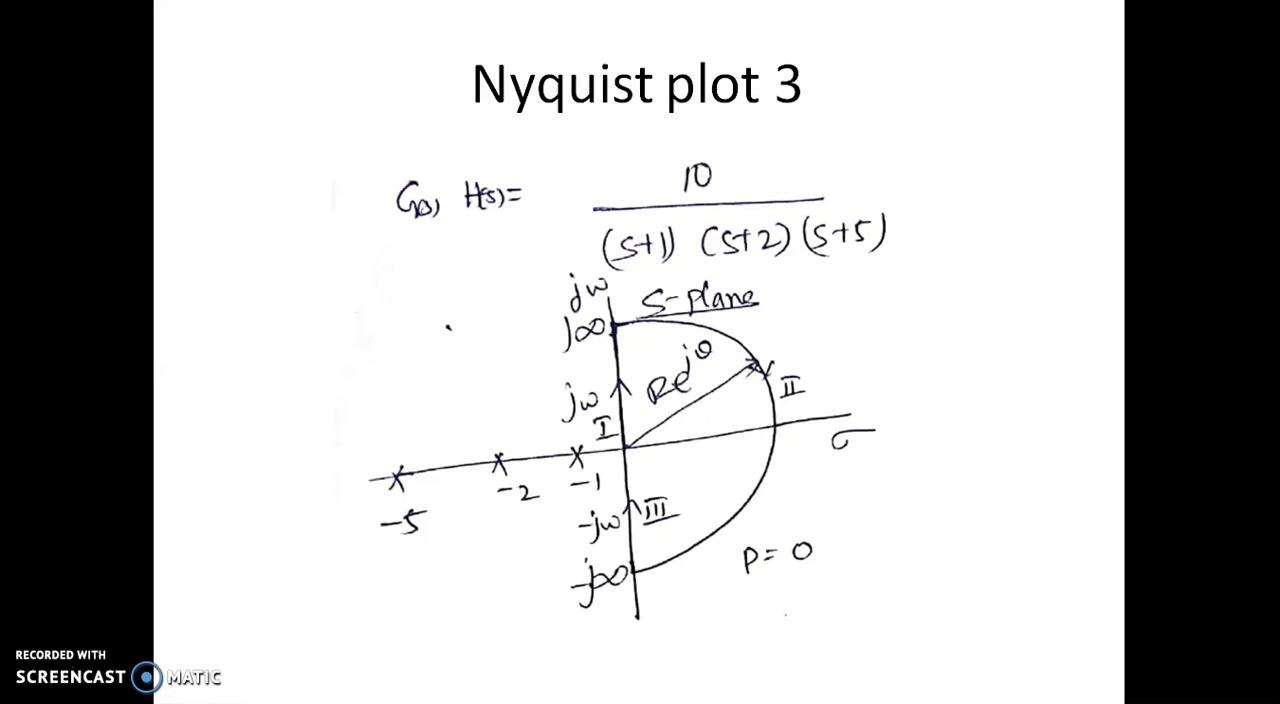 Nyquist plot 3
G(s) H(s) =
10
(s+1) (s+2) (s+5)
jω
S-plane
j∞
Re^jθ
jω
II
I
σ
-5
-2
-1
-jω
III
-j∞
P = 0
RECORDED WITH
SCREENCAST MATIC